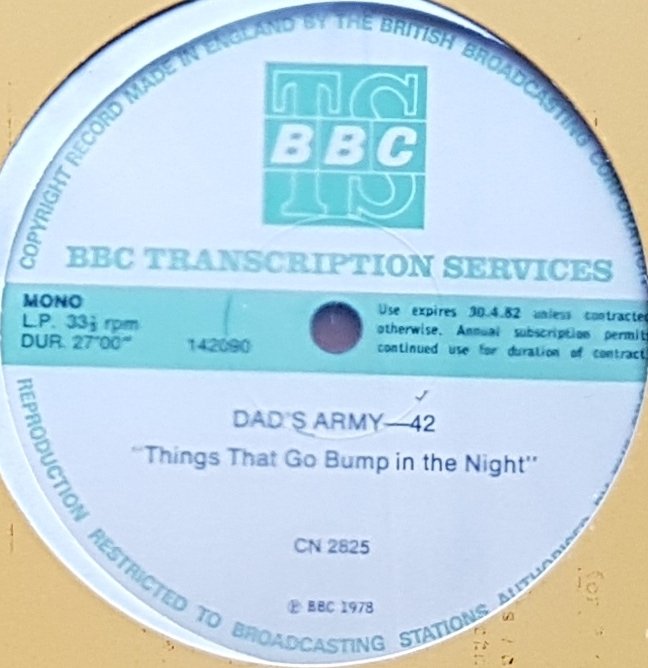 COPYRIGHT RECORD MADE IN ENGLAND BY THE BRITISH BROADCASTING CORPORATION
TS
BBC
BBC TRANSCRIPTION SERVICES
MONO
L.P. 33⅓ rpm
DUR. 27'00"
142090
Use expires 30.4.82 unless contracted
otherwise. Annual subscription permits
continued use for duration of contract.
DAD'S ARMY—42
"Things That Go Bump in the Night"
CN 2825
℗ BBC 1978
REPRODUCTION RESTRICTED TO BROADCASTING STATIONS AUTHORISED BY THE